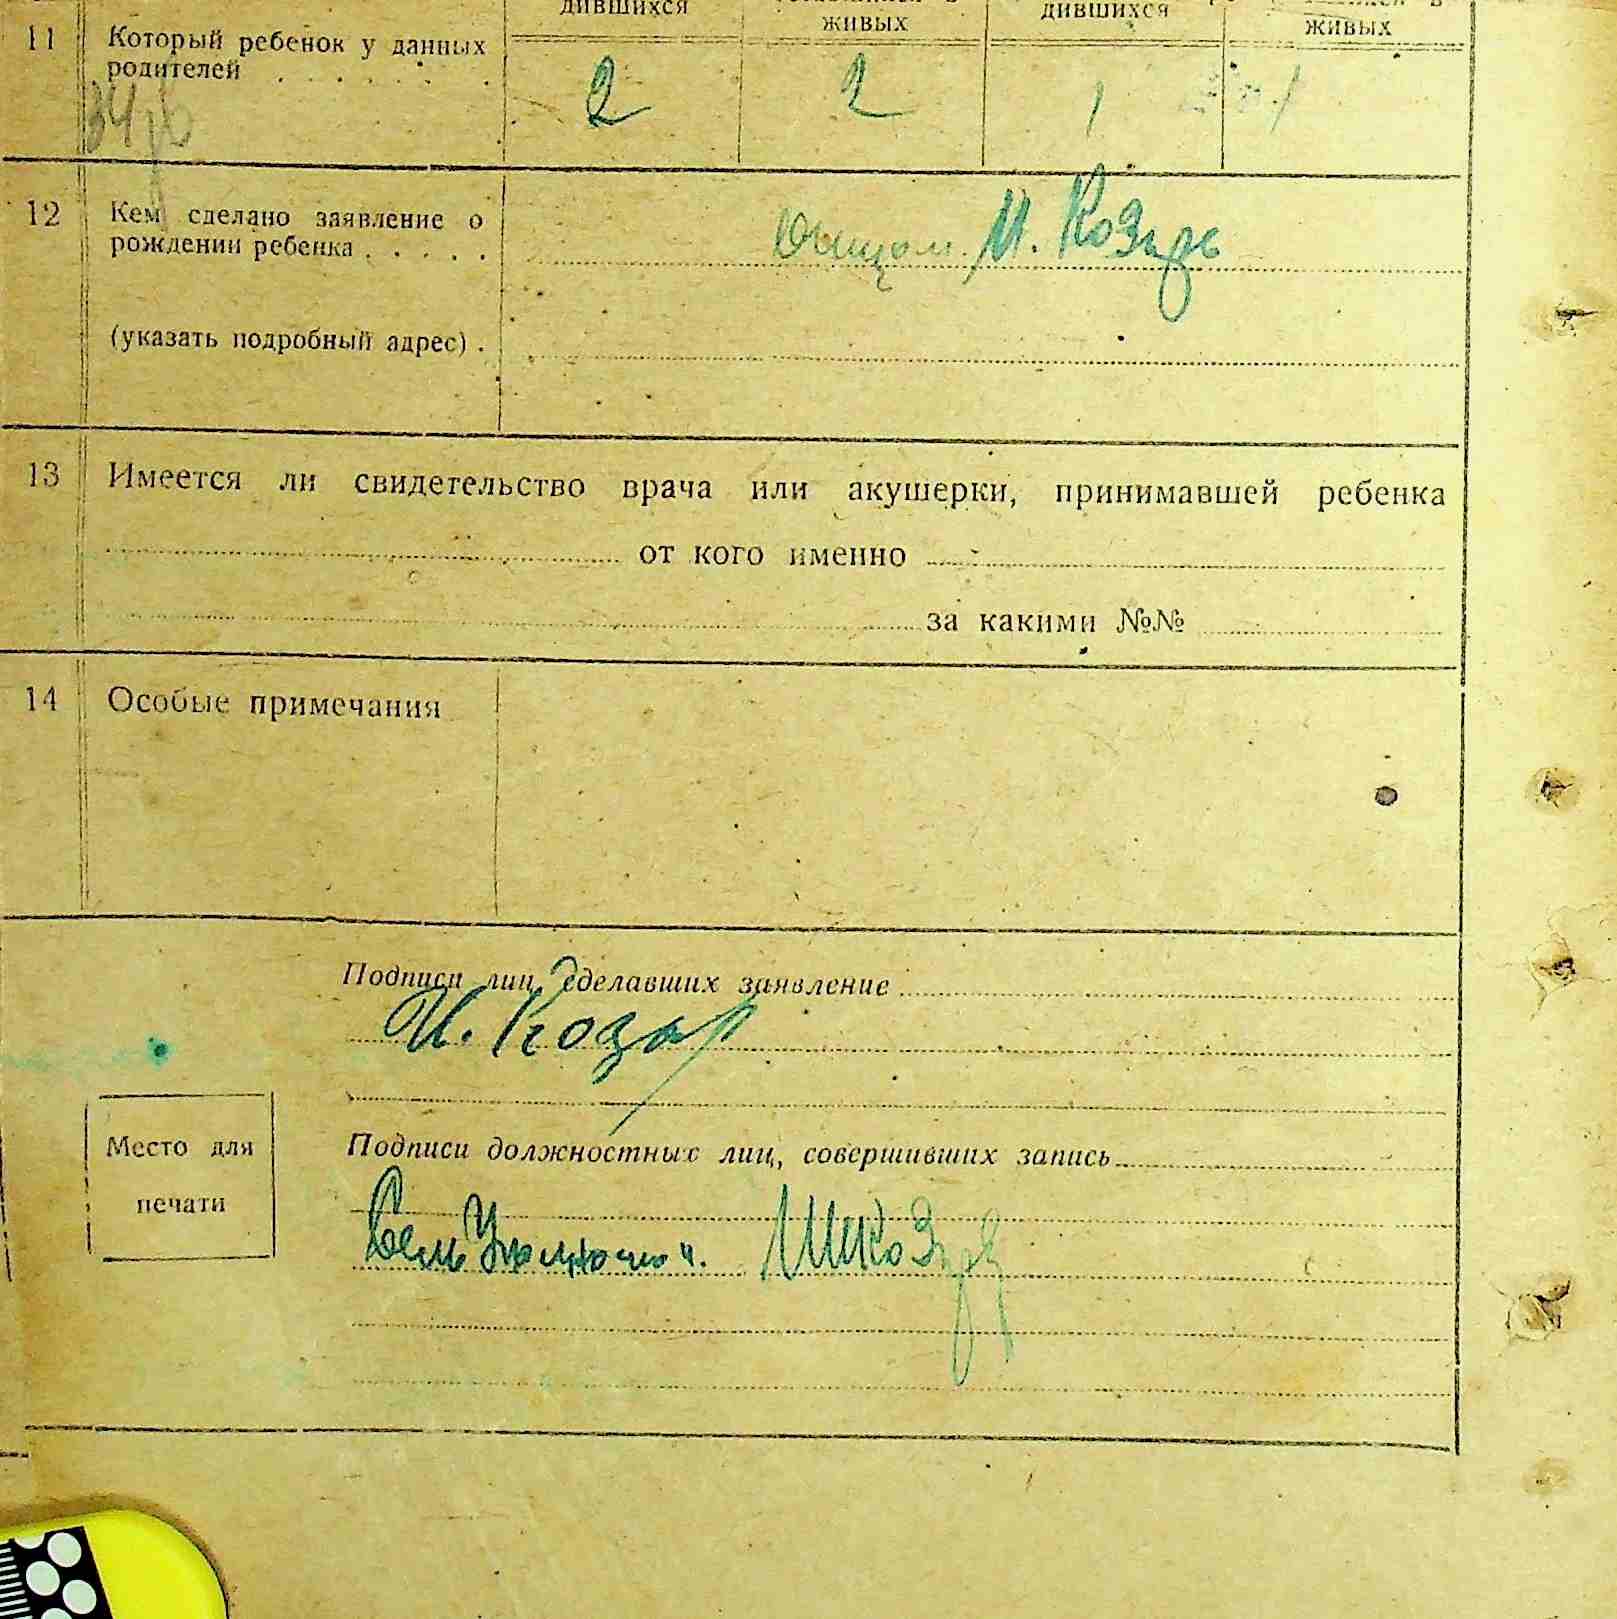 дившихся живых дившихся живых
11 Который ребенок у данных
родителей . . . . . .
2 2 1 1
12 Кем сделано заявление о
рождении ребенка . . . . .
отцом И. Козырь
(указать подробный адрес) .
13 Имеется ли свидетельство врача или акушерки, принимавшей ребенка
от кого именно
за какими №№
14 Особые примечания
Подписи лиц, сделавших заявление
И. Козыр
Место для
печати
Подписи должностных лиц, совершивших запись